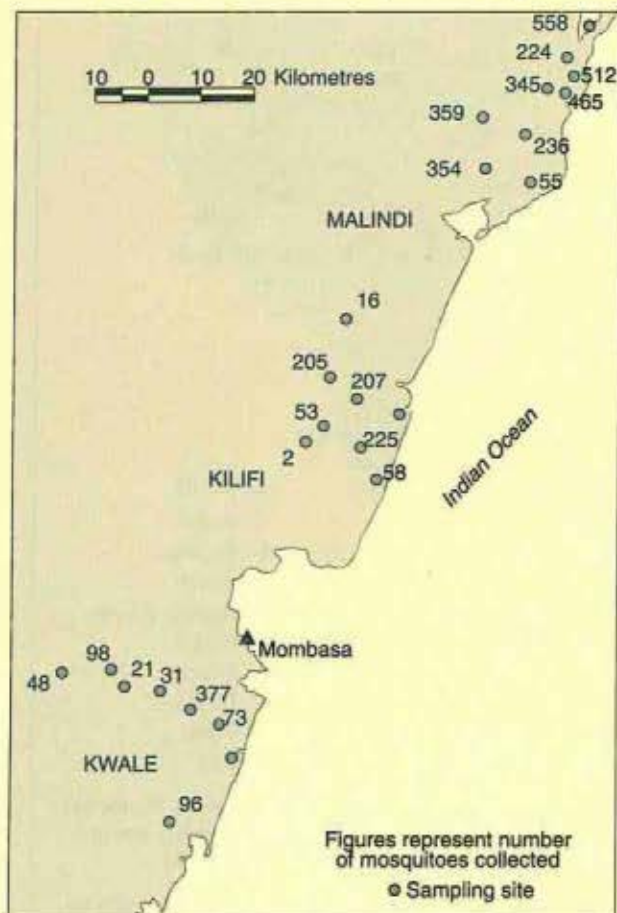 558
224
10 0 10 20 Kilometres
512
345
465
359
236
354
55
MALINDI
16
205
207
53
225
2
58
KILIFI
Indian Ocean
Mombasa
98
21
31
48
377
73
KWALE
96
Figures represent number
of mosquitoes collected
Sampling site